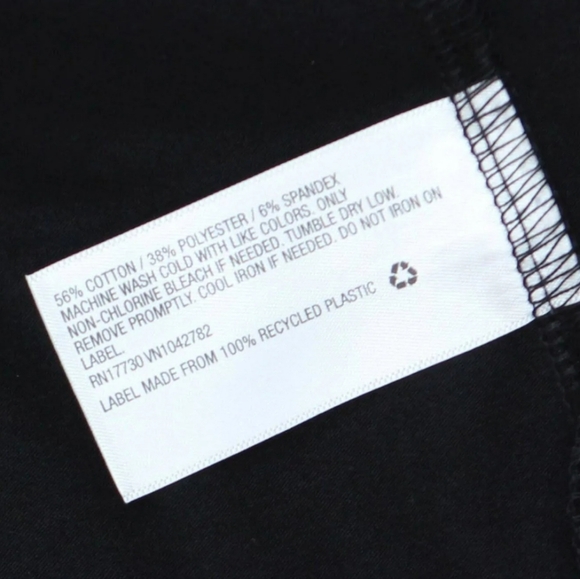 56% COTTON / 38% POLYESTER / 6% SPANDEX
MACHINE WASH COLD WITH LIKE COLORS. ONLY
NON-CHLORINE BLEACH IF NEEDED. TUMBLE DRY LOW.
REMOVE PROMPTLY. COOL IRON IF NEEDED. DO NOT IRON ON
LABEL.
RN17730 VN1042782
LABEL MADE FROM 100% RECYCLED PLASTIC